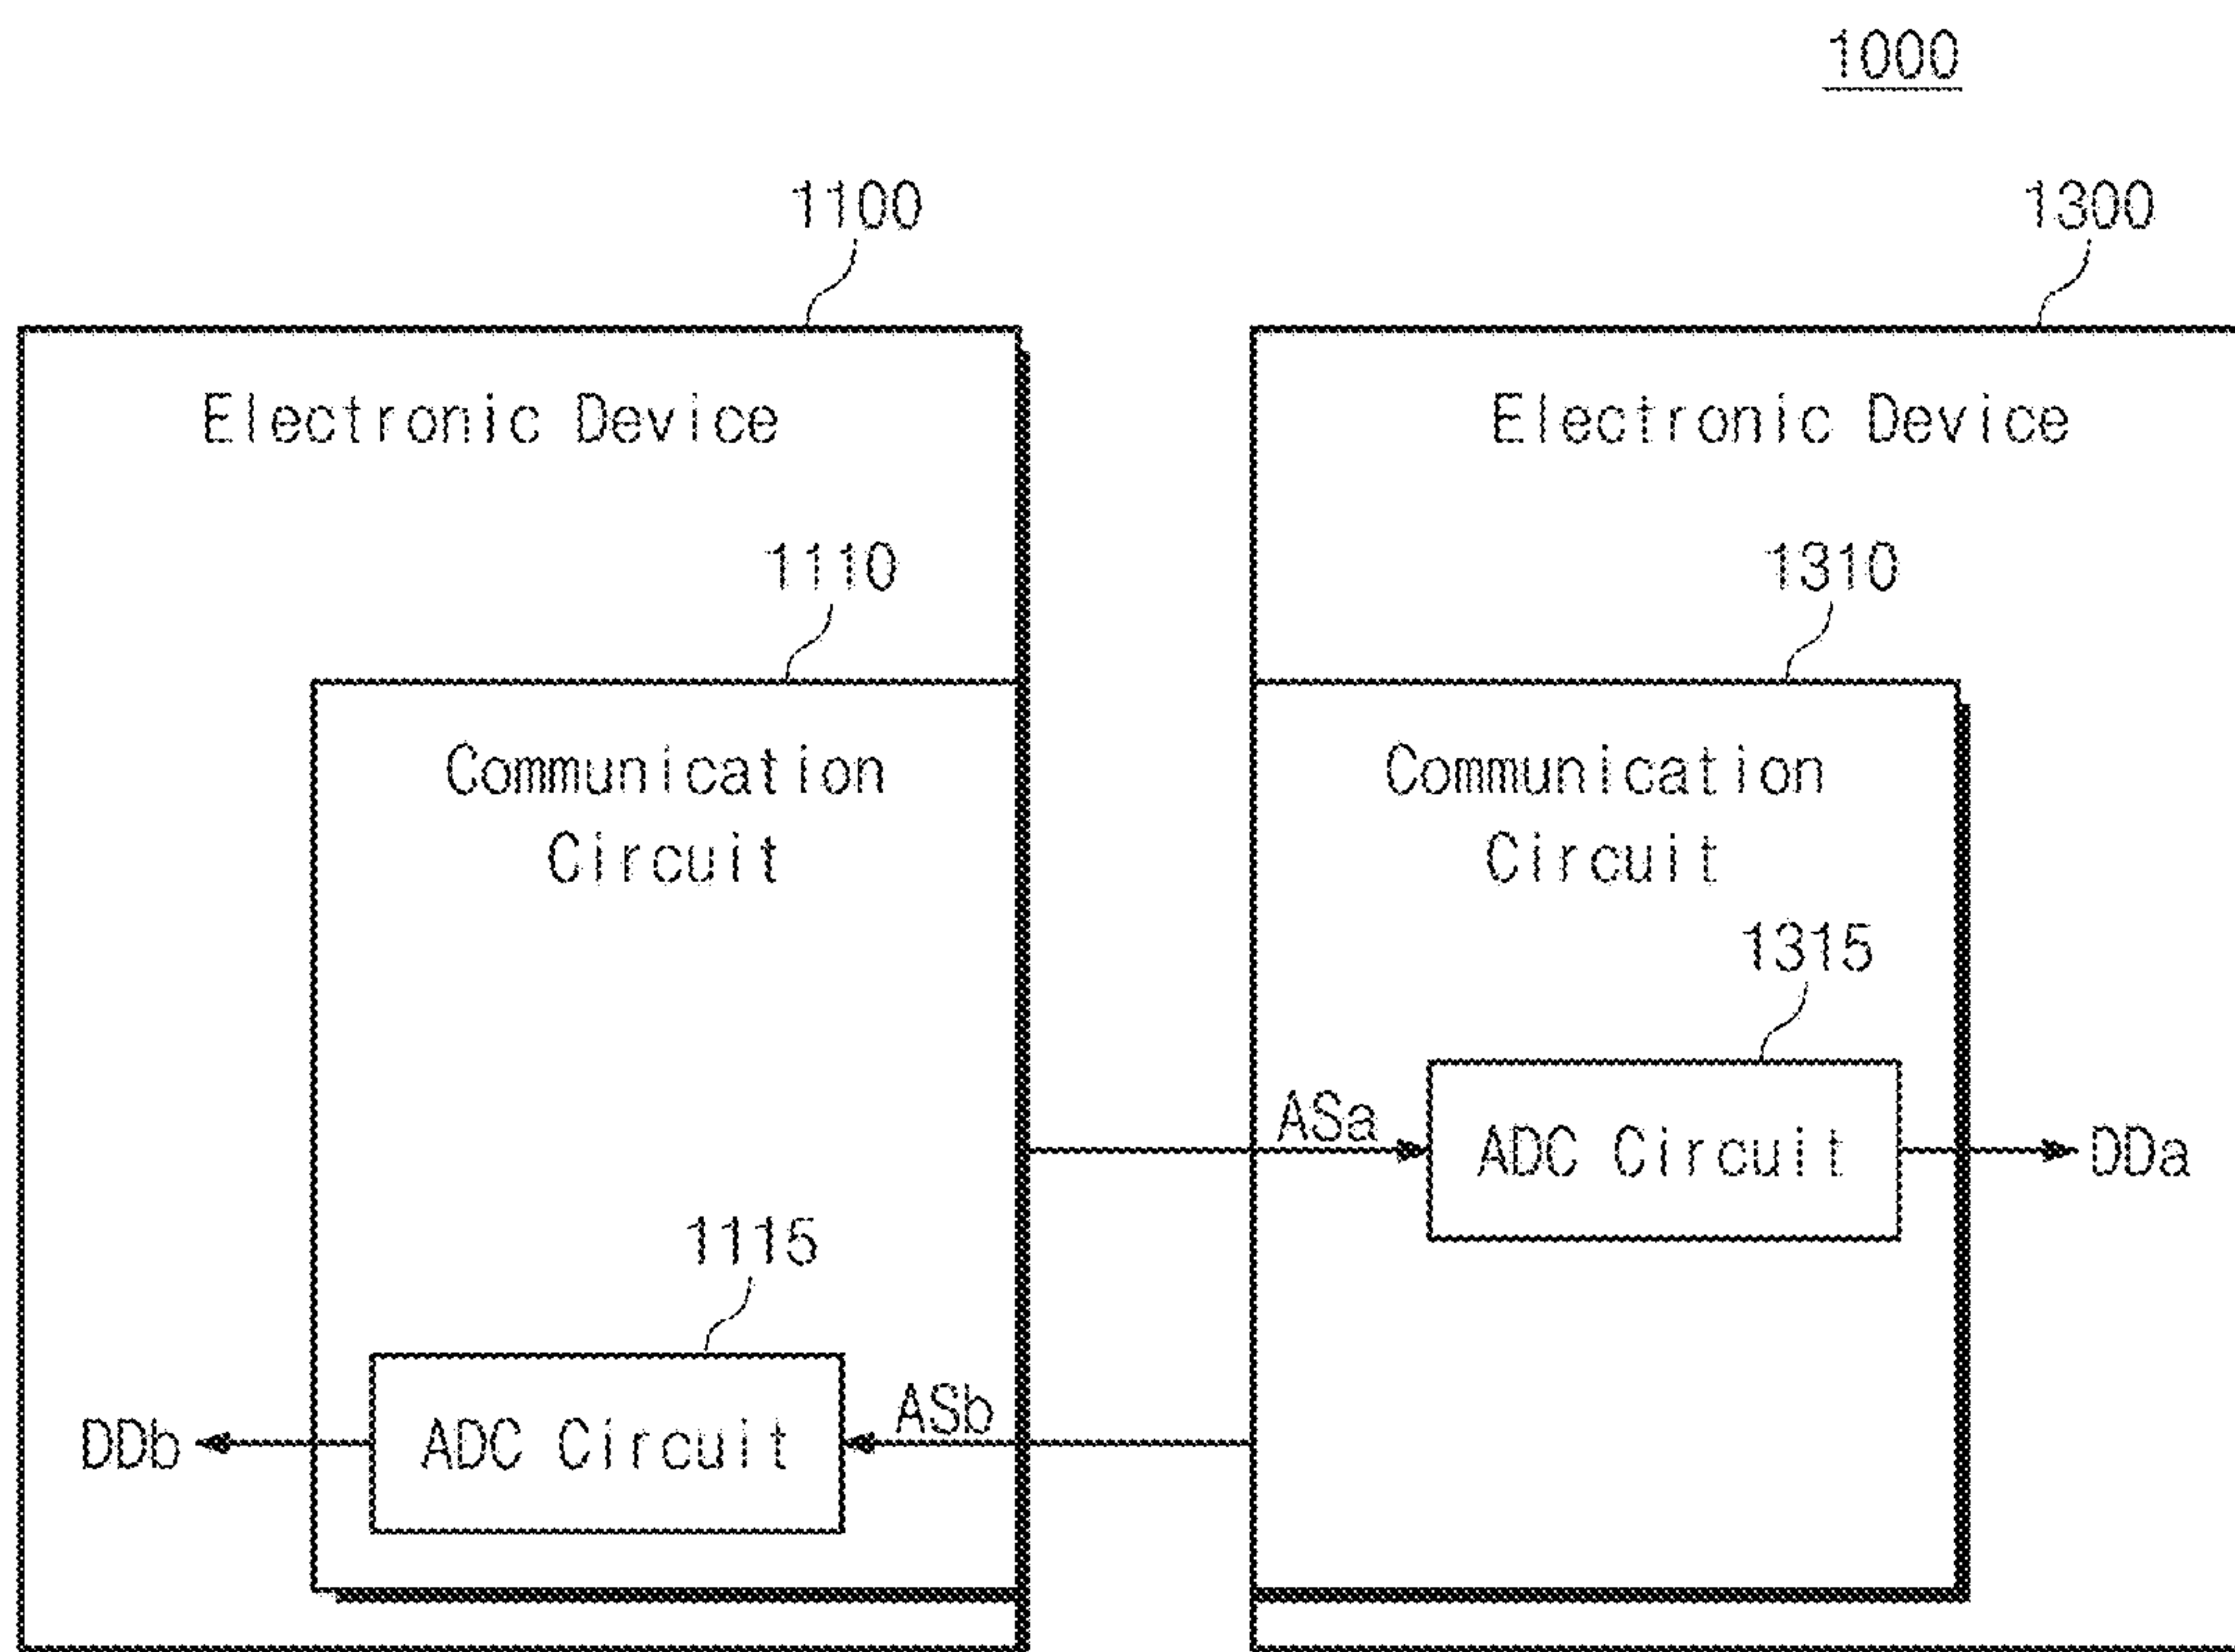 1000
1100
1300
Electronic Device
Electronic Device
1110
1310
Communication
Circuit
Communication
Circuit
1315
ASa
ADC Circuit
DDa
1115
DDb
ADC Circuit
ASb